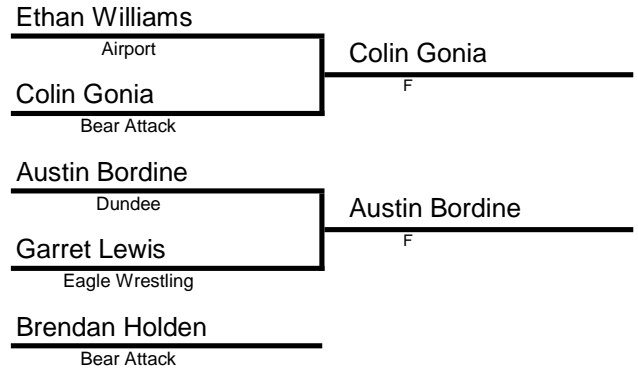 Ethan Williams
Airport
Colin Gonia
F
Colin Gonia
Bear Attack
Austin Bordine
Dundee
Austin Bordine
F
Garret Lewis
Eagle Wrestling
Brendan Holden
Bear Attack